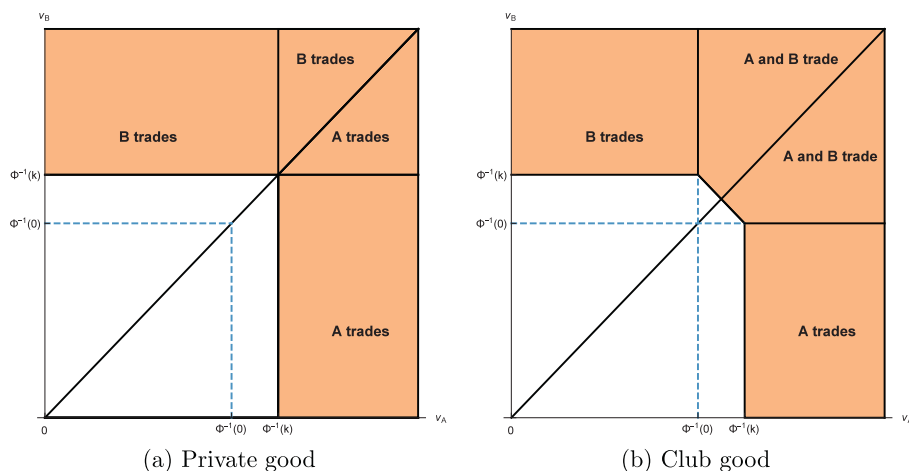 v_B
B trades
B trades
A trades
Φ⁻¹(k)
Φ⁻¹(0)
A trades
0
Φ⁻¹(0)
Φ⁻¹(k)
v_A
(a) Private good
v_B
A and B trade
B trades
A and B trade
Φ⁻¹(k)
Φ⁻¹(0)
A trades
0
Φ⁻¹(0)
Φ⁻¹(k)
(b) Club good